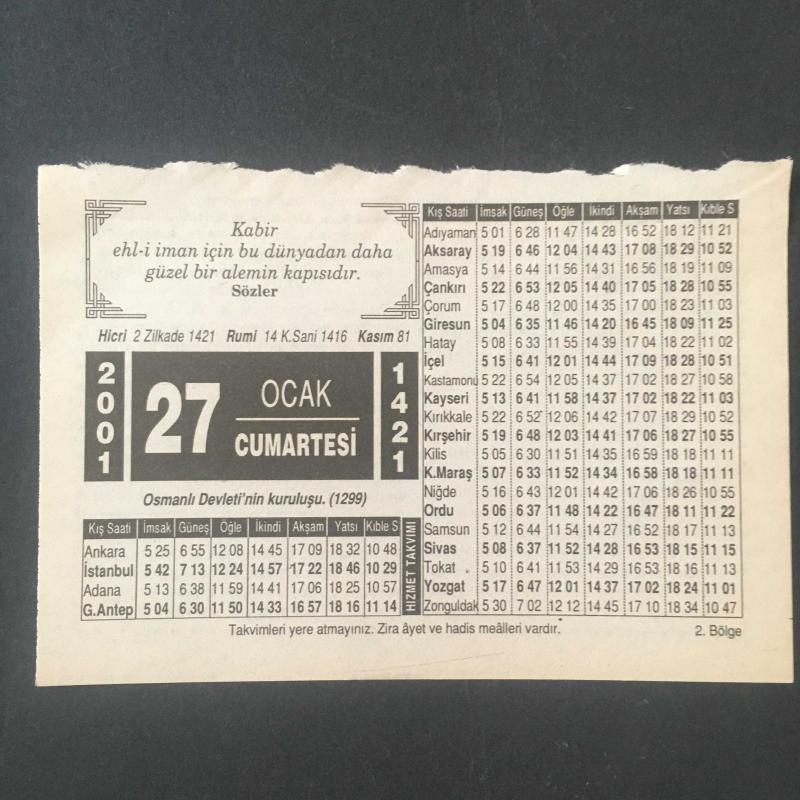 Kabir
ehl-i iman için bu dünyadan daha
güzel bir alemin kapısıdır.
Sözler
Hicri 2 Zilkade 1421 Rumi 14 K.Sani 1416 Kasım 81
2001
27
OCAK
CUMARTESİ
1421
Osmanlı Devleti'nin kuruluşu. (1299)
Kış Saati İmsak Güneş Öğle İkindi Akşam Yatsı Kıble S
Ankara 5 25 6 55 12 08 14 45 17 09 18 32 10 48
İstanbul 5 42 7 13 12 24 14 57 17 22 18 46 10 29
Adana 5 13 6 38 11 59 14 41 17 06 18 25 10 57
G.Antep 5 04 6 30 11 50 14 33 16 57 18 16 11 14
HİZMET TAKVİMİ
Kış Saati İmsak Güneş Öğle İkindi Akşam Yatsı Kıble S
Adıyaman 5 01 6 28 11 47 14 28 16 52 18 12 11 21
Aksaray 5 19 6 46 12 04 14 43 17 08 18 29 10 52
Amasya 5 14 6 44 11 56 14 31 16 56 18 19 11 09
Çankırı 5 22 6 53 12 05 14 40 17 05 18 28 10 55
Çorum 5 17 6 48 12 00 14 35 17 00 18 23 11 03
Giresun 5 04 6 35 11 46 14 20 16 45 18 09 11 25
Hatay 5 08 6 33 11 55 14 39 17 04 18 22 11 02
İçel 5 15 6 41 12 01 14 44 17 09 18 28 10 51
Kastamonu 5 22 6 54 12 05 14 37 17 02 18 27 10 58
Kayseri 5 13 6 41 11 58 14 37 17 02 18 22 11 03
Kırıkkale 5 22 6 52 12 06 14 42 17 07 18 29 10 52
Kırşehir 5 19 6 48 12 03 14 41 17 06 18 27 10 55
Kilis 5 05 6 30 11 51 14 35 16 59 18 18 11 11
K.Maraş 5 07 6 33 11 52 14 34 16 58 18 18 11 11
Niğde 5 16 6 43 12 01 14 42 17 06 18 26 10 55
Ordu 5 06 6 37 11 48 14 22 16 47 18 11 11 22
Samsun 5 12 6 44 11 54 14 27 16 52 18 17 11 13
Sivas 5 08 6 37 11 52 14 28 16 53 18 15 11 15
Tokat 5 10 6 41 11 53 14 29 16 53 18 16 11 13
Yozgat 5 17 6 47 12 01 14 37 17 02 18 24 11 01
Zonguldak 5 30 7 02 12 12 14 45 17 10 18 34 10 47
Takvimleri yere atmayınız. Zira âyet ve hadis meâlleri vardır.
2. Bölge